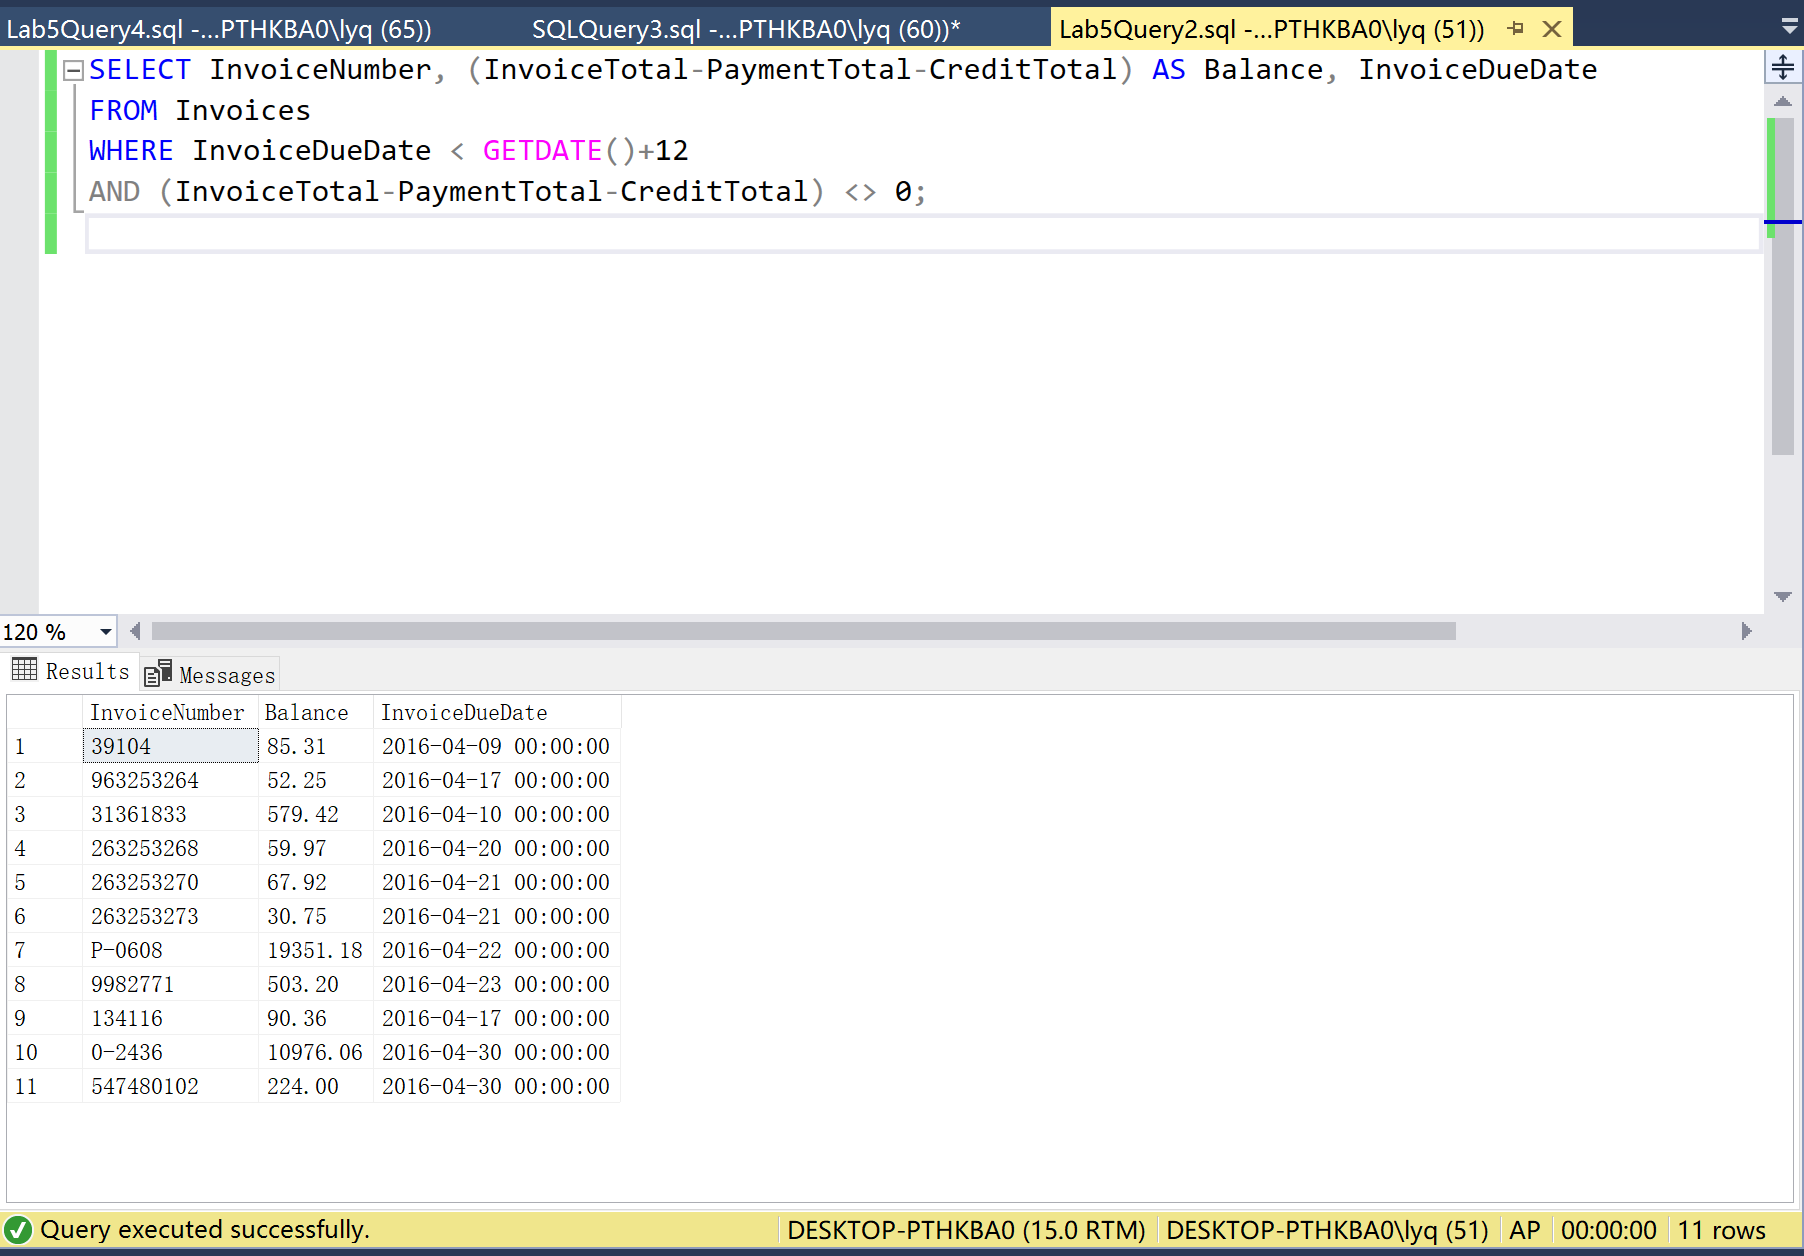 Lab5Query4.sql -...PTHKBA0\lyq (65)) SQLQuery3.sql -...PTHKBA0\lyq (60))* Lab5Query2.sql -...PTHKBA0\lyq (51))
SELECT InvoiceNumber, (InvoiceTotal-PaymentTotal-CreditTotal) AS Balance, InvoiceDueDate
FROM Invoices
WHERE InvoiceDueDate < GETDATE()+12
AND (InvoiceTotal-PaymentTotal-CreditTotal) <> 0;
120 %
Results Messages
InvoiceNumber Balance InvoiceDueDate
1 39104 85.31 2016-04-09 00:00:00
2 963253264 52.25 2016-04-17 00:00:00
3 31361833 579.42 2016-04-10 00:00:00
4 263253268 59.97 2016-04-20 00:00:00
5 263253270 67.92 2016-04-21 00:00:00
6 263253273 30.75 2016-04-21 00:00:00
7 P-0608 19351.18 2016-04-22 00:00:00
8 9982771 503.20 2016-04-23 00:00:00
9 134116 90.36 2016-04-17 00:00:00
10 0-2436 10976.06 2016-04-30 00:00:00
11 547480102 224.00 2016-04-30 00:00:00
Query executed successfully. DESKTOP-PTHKBA0 (15.0 RTM) DESKTOP-PTHKBA0\lyq (51) AP 00:00:00 11 rows